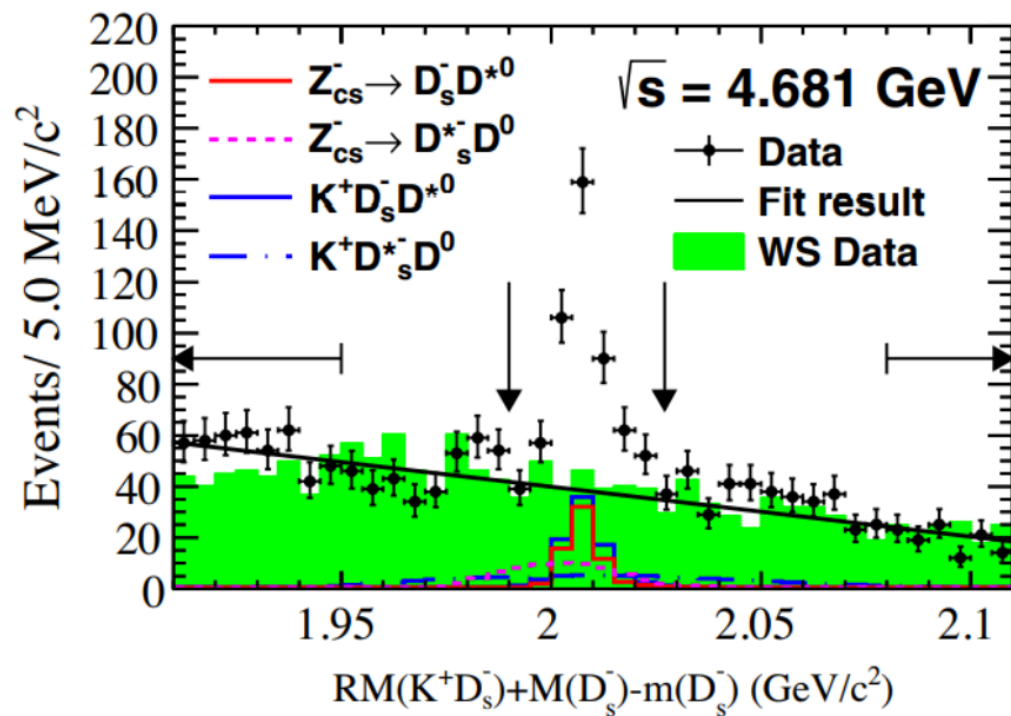 Events/ 5.0 MeV/c²
220
200
180
160
140
120
100
80
60
40
20
0
Z⁻cs→ D⁻sD*⁰
Z⁻cs→ D*⁻sD⁰
K⁺D⁻sD*⁰
K⁺D*⁻sD⁰
√s = 4.681 GeV
Data
Fit result
WS Data
1.95 2 2.05 2.1
RM(K⁺D⁻s)+M(D⁻s)-m(D⁻s) (GeV/c²)